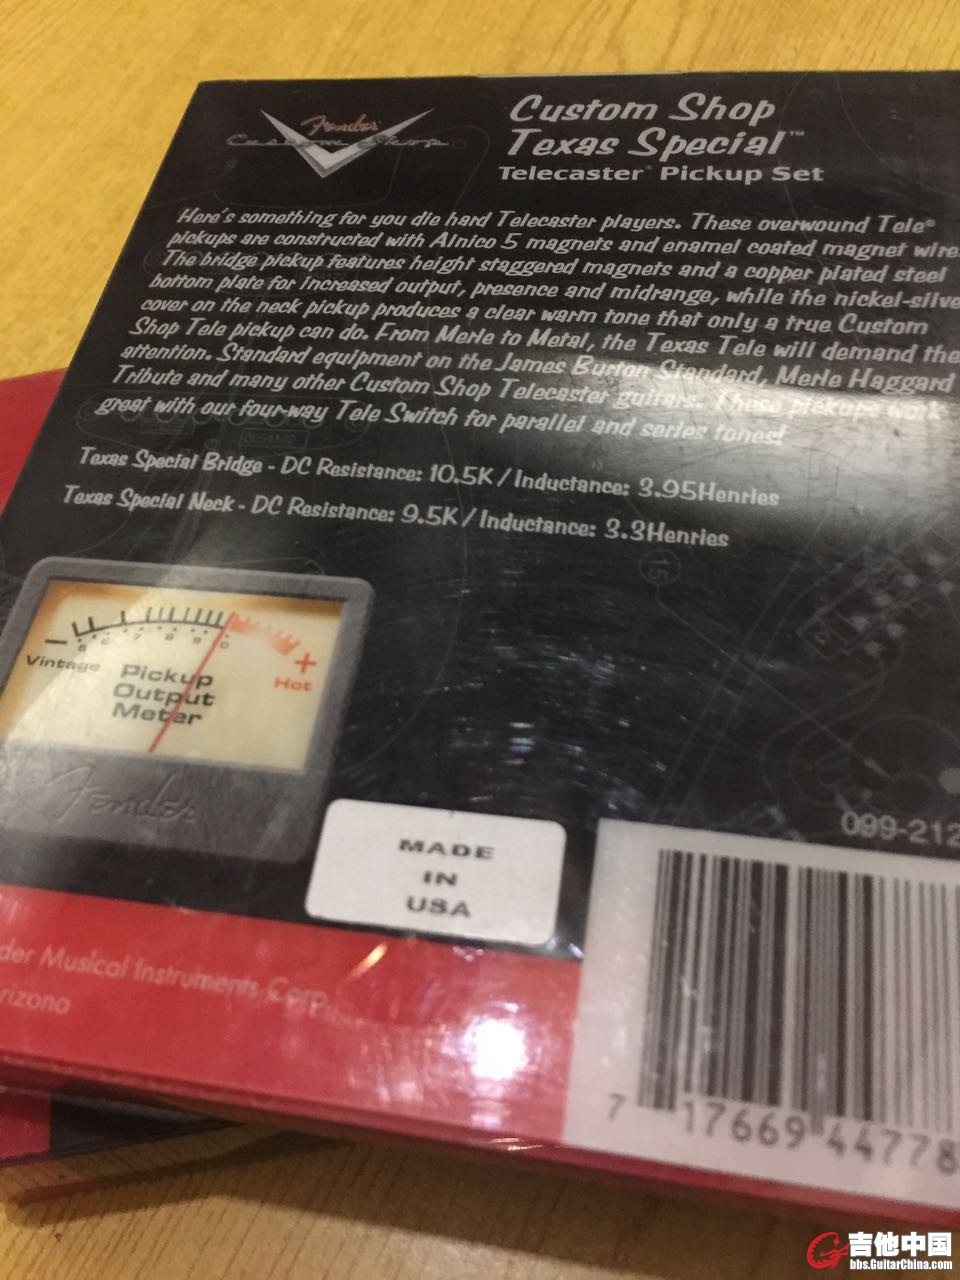 Fender
Custom Shop
Custom Shop
Texas Special™
Telecaster® Pickup Set
Here's something for you die hard Telecaster players. These overwound Tele®
pickups are constructed with Alnico 5 magnets and enamel coated magnet wire.
The bridge pickup features height staggered magnets and a copper plated steel
bottom plate for increased output, presence and midrange, while the nickel-silve
cover on the neck pickup produces a clear warm tone that only a true Custom
Shop Tele pickup can do. From Merle to Metal, the Texas Tele will demand the
attention. Standard equipment on the James Burton Standard, Merle Haggard
Tribute and many other Custom Shop Telecaster guitars. These pickups work
great with our four-way Tele Switch for parallel and series tones!
Texas Special Bridge - DC Resistance: 10.5K / Inductance: 3.95Henries
Texas Special Neck - DC Resistance: 9.5K / Inductance: 3.3Henries
15
5 6 7 8 9 0
Vintage
+
Hot
Pickup
Output
Meter
Fender
MADE
IN
USA
099-212
der Musical Instruments Corp.
rizona
7 17669 44778
吉他中国
bbs.GuitarChina.com